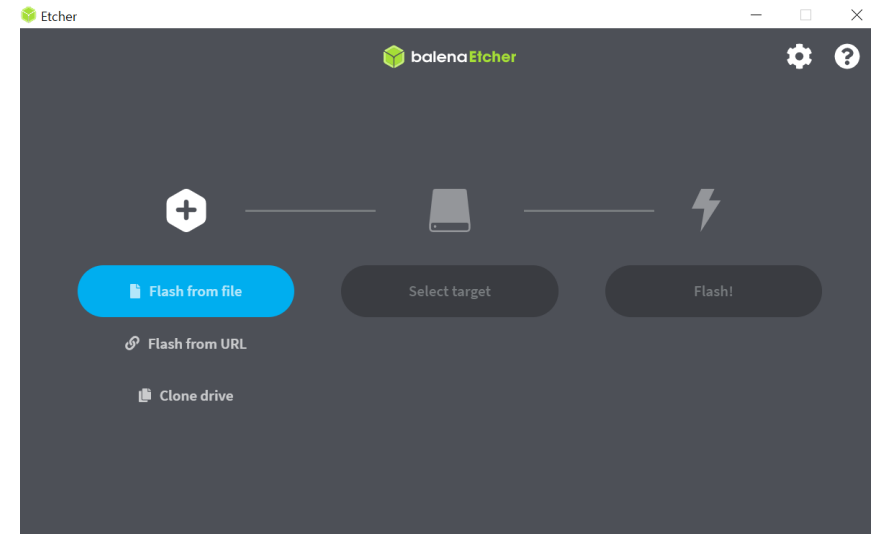 Etcher
balenaEtcher
Flash from file
Select target
Flash!
Flash from URL
Clone drive